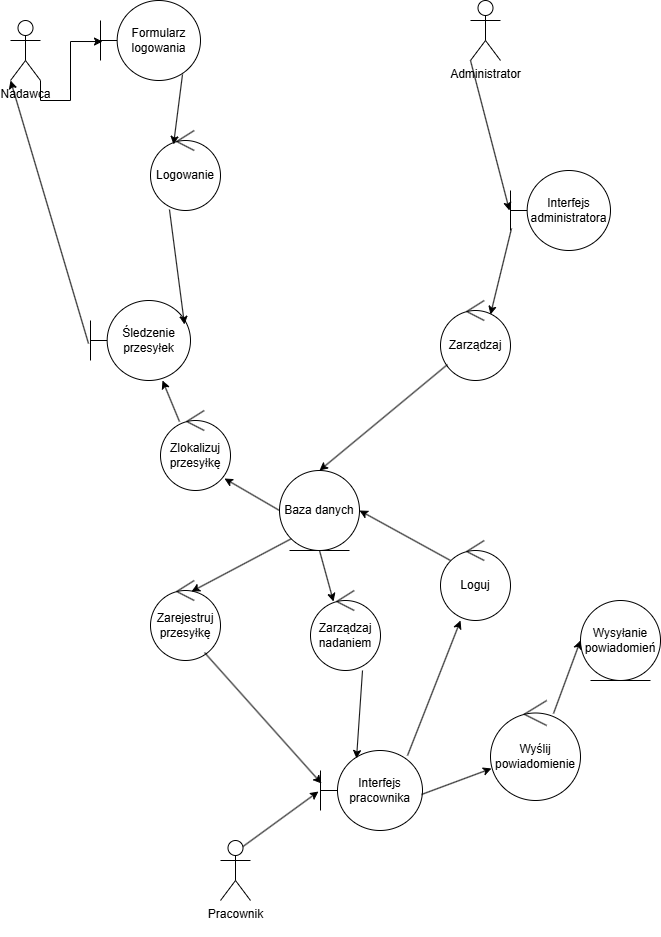 Formularz
logowania
Nadawca
Administrator
Logowanie
Interfejs
administratora
Śledzenie
przesyłek
Zarządzaj
Zlokalizuj
przesyłkę
Baza danych
Zarejestruj
przesyłkę
Zarządzaj
nadaniem
Loguj
Wysyłanie
powiadomień
Wyślij
powiadomienie
Interfejs
pracownika
Pracownik